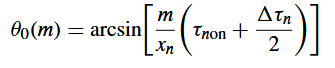 θ₀(m) = arcsin[ m/xₙ ( τₙₒₙ + Δτₙ/2 ) ]